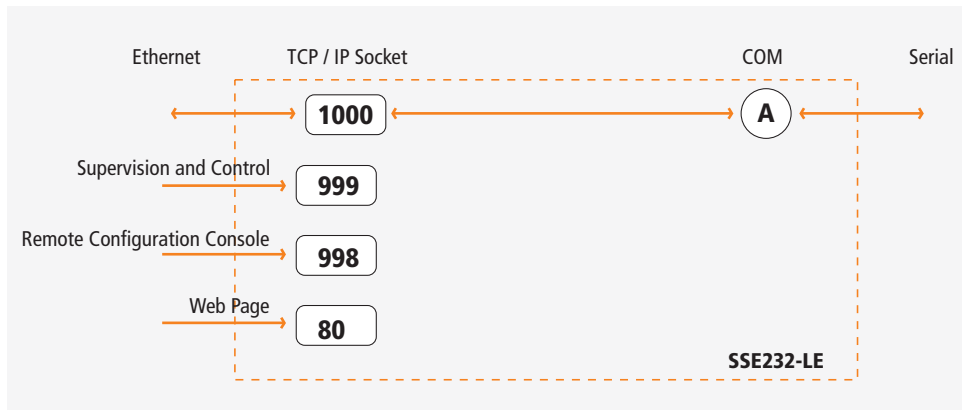 Ethernet TCP / IP Socket COM Serial
1000 A
Supervision and Control
999
Remote Configuration Console
998
Web Page
80
SSE232-LE